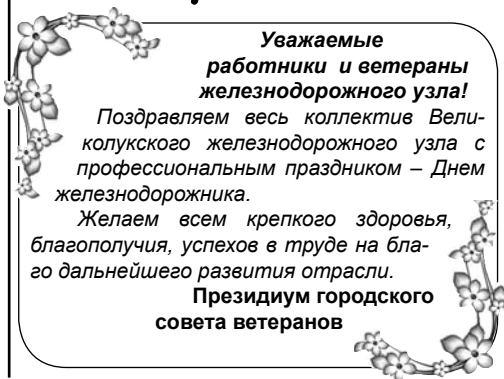 Уважаемые
работники и ветераны
железнодорожного узла!
Поздравляем весь коллектив Вели-
колукского железнодорожного узла с
профессиональным праздником – Днем
железнодорожника.
Желаем всем крепкого здоровья,
благополучия, успехов в труде на бла-
го дальнейшего развития отрасли.
Президиум городского
совета ветеранов